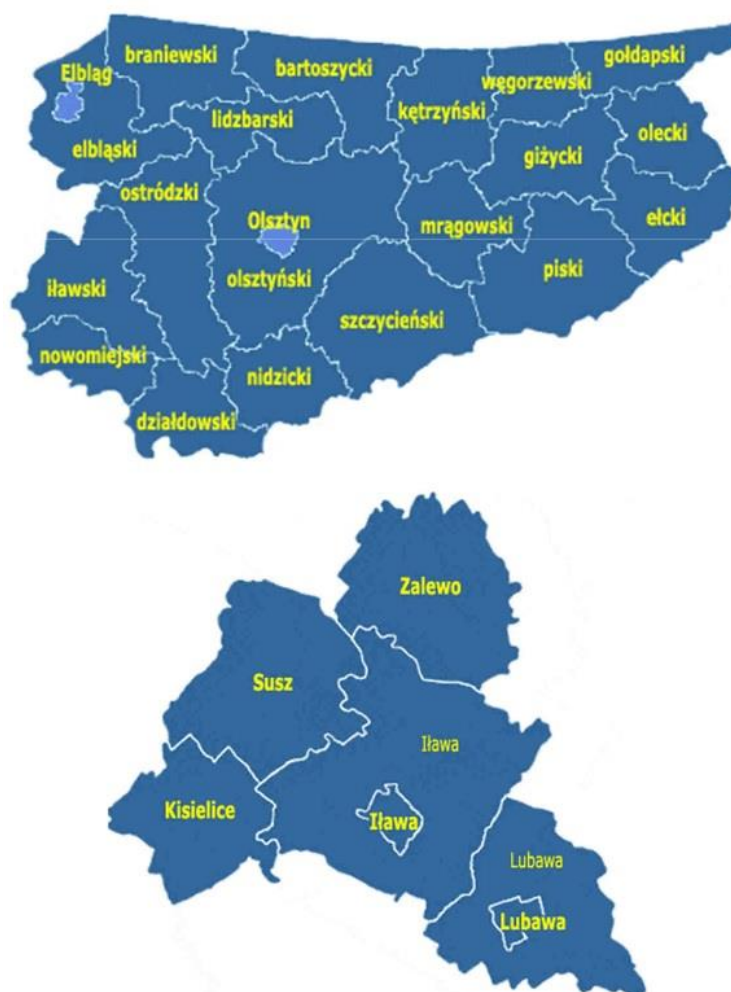 braniewski
gołdapski
Elbląg
bartoszycki
węgorzewski
kętrzyński
lidzbarski
olecki
elbląski
giżycki
ostródzki
Olsztyn
mrągowski
ełcki
piski
olsztyński
iławski
szczycieński
nowomiejski
nidzicki
działdowski
Zalewo
Susz
Iława
Kisielice
Iława
Lubawa
Lubawa